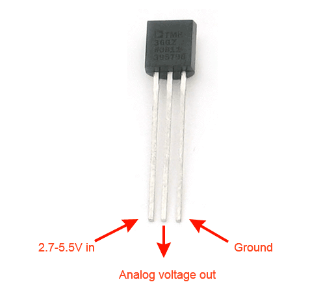 2.7-5.5V in
Ground
Analog voltage out